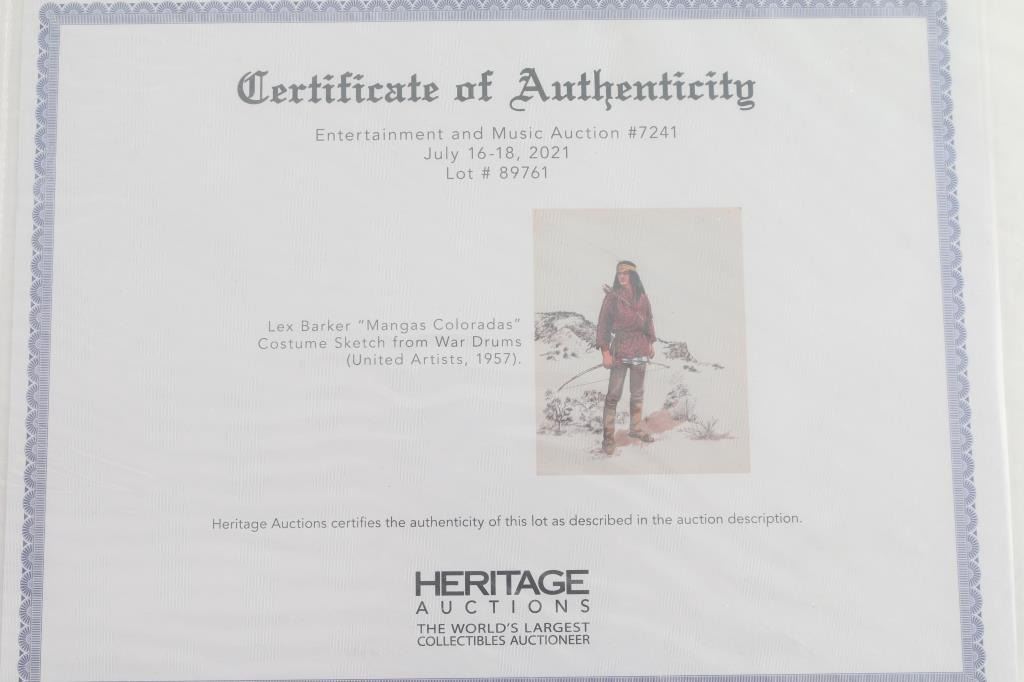 Certificate of Authenticity
Entertainment and Music Auction #7241
July 16-18, 2021
Lot # 89761
Lex Barker “Mangas Coloradas”
Costume Sketch from War Drums
(United Artists, 1957).
Heritage Auctions certifies the authenticity of this lot as described in the auction description.
HERITAGE
AUCTIONS
THE WORLD'S LARGEST
COLLECTIBLES AUCTIONEER